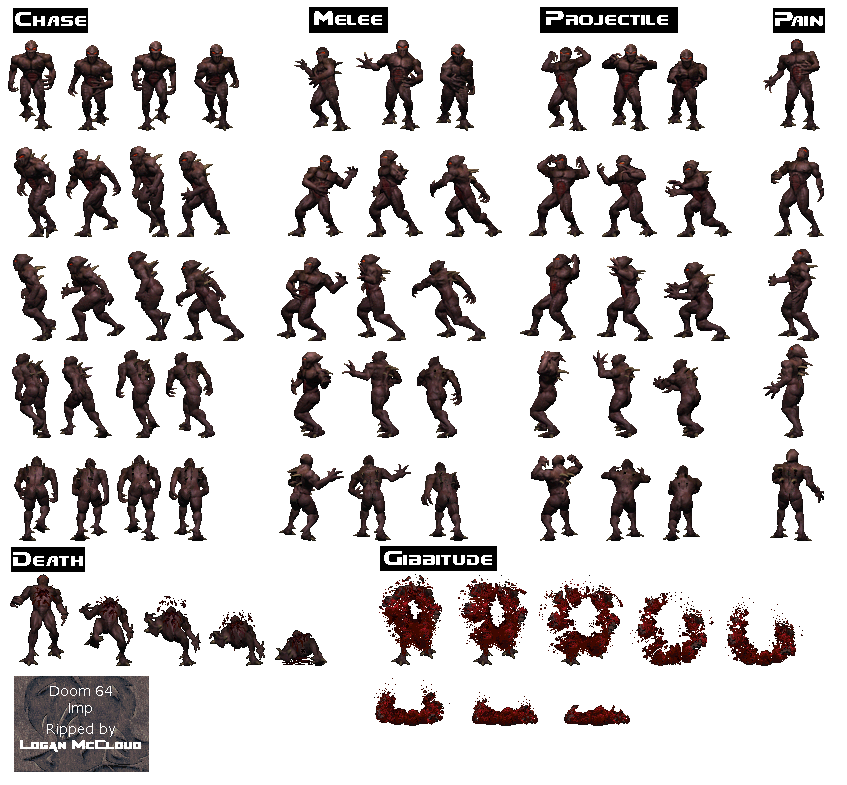 Chase
Melee
Projectile
Pain
Death
Gibbitude
Doom 64
Imp
Ripped by
Logan McCloud